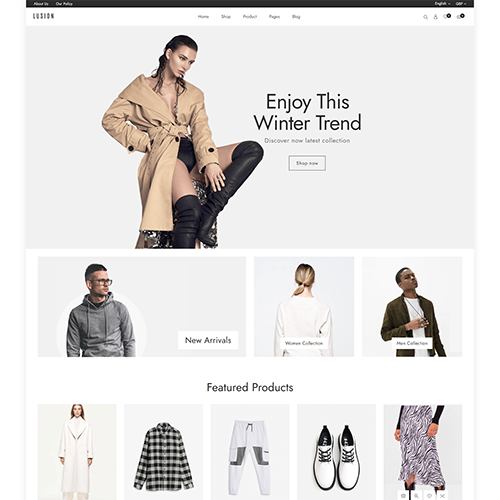 About Us Our Policy English GBP
LUSION Home Shop Product Pages Blog
Enjoy This
Winter Trend
Discover now latest collection
Shop now
New Arrivals
Women Collection
Men Collection
Featured Products